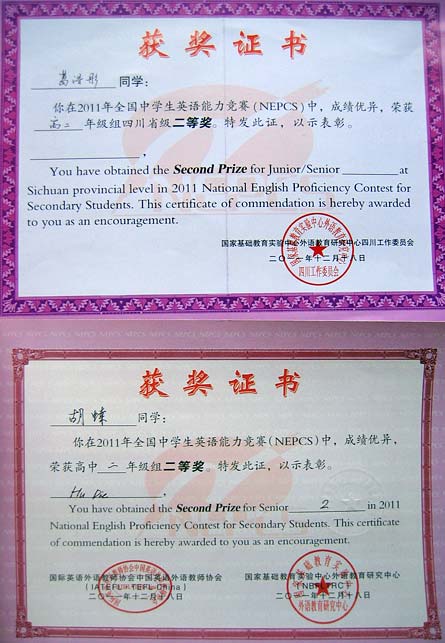 获奖证书
葛浩彤 同学:
你在2011年全国中学生英语能力竞赛(NEPCS)中,成绩优异,荣获
高二 年级组四川省级二等奖。特发此证,以示表彰。
You have obtained the Second Prize for Junior/Senior at
Sichuan provincial level in 2011 National English Proficiency Contest for
Secondary Students. This certificate of commendation is hereby awarded
to you as an encouragement.
国家基础教育实验中心外语教育研究中心四川工作委员会
二〇一一年十二月十八日
四川工作委员会
获奖证书
胡蝶 同学:
你在2011年全国中学生英语能力竞赛(NEPCS)中,成绩优异,
荣获高中 二 年级组二等奖。特发此证,以示表彰。
Hu Die ,
You have obtained the Second Prize for Senior 2 in 2011
National English Proficiency Contest for Secondary Students. This certificate
of commendation is hereby awarded to you as an encouragement.
国际英语外语教师协会中国英语外语教师协会 国家基础教育实验中心外语教育研究中心
(IATEFL TEFL China) (NBFLTRC)
二〇一一年十二月十八日 二〇一一年十二月十八日
外语教育研究中心